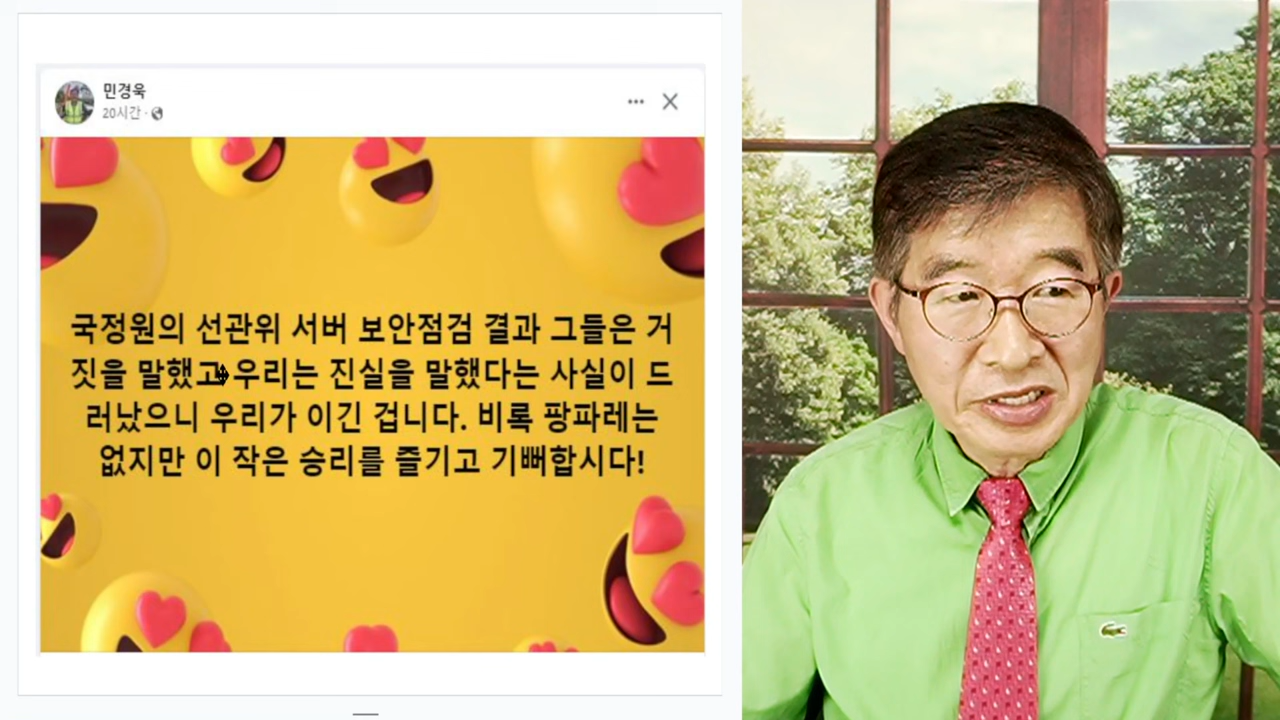 민경욱
20시간 ·
국정원의 선관위 서버 보안점검 결과 그들은 거
짓을 말했고 우리는 진실을 말했다는 사실이 드
러났으니 우리가 이긴 겁니다. 비록 팡파레는
없지만 이 작은 승리를 즐기고 기뻐합시다!